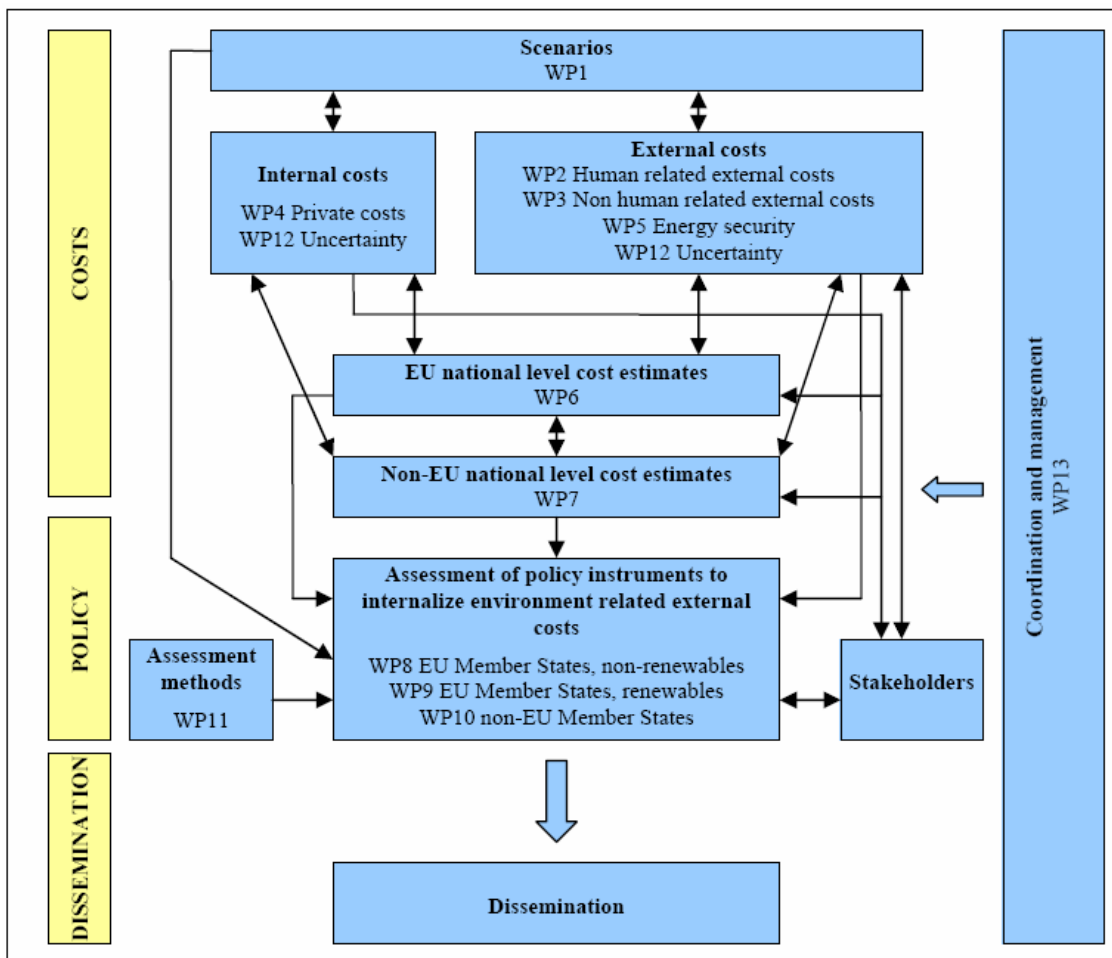 Scenarios
WP1
COSTS
Internal costs
WP4 Private costs
WP12 Uncertainty
External costs
WP2 Human related external costs
WP3 Non human related external costs
WP5 Energy security
WP12 Uncertainty
EU national level cost estimates
WP6
Non-EU national level cost estimates
WP7
Coordination and management
WP13
POLICY
Assessment of policy instruments to
internalize environment related external
costs
WP8 EU Member States, non-renewables
WP9 EU Member States, renewables
WP10 non-EU Member States
Assessment
methods
WP11
Stakeholders
DISSEMINATION
Dissemination